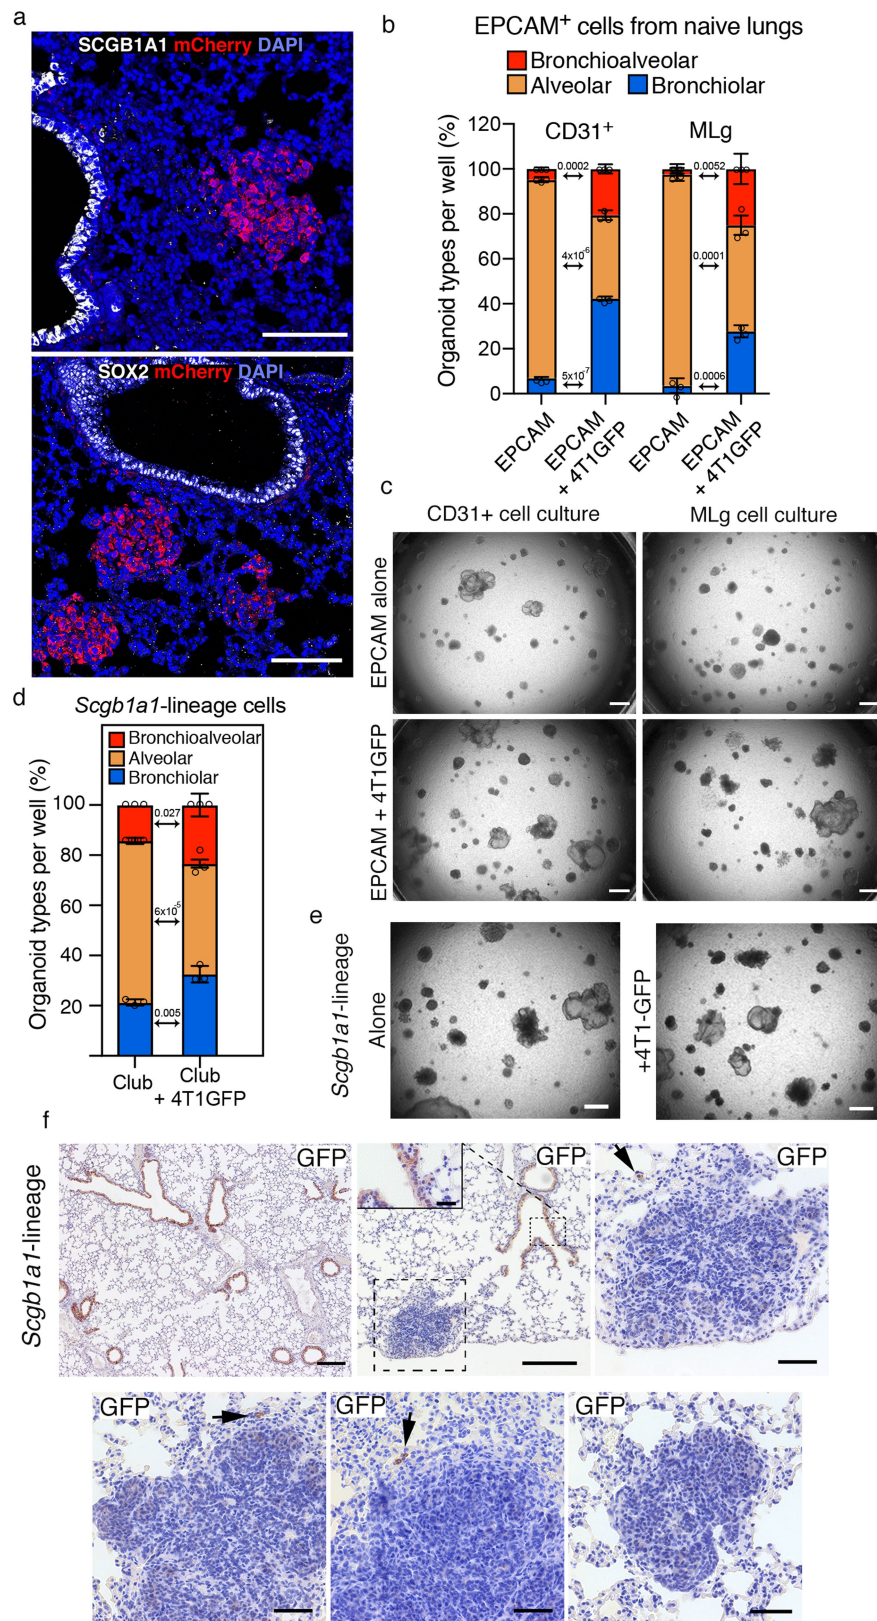 a
SCGB1A1 mCherry DAPI
SOX2 mCherry DAPI
b
EPCAM+ cells from naive lungs
Bronchioalveolar
Alveolar
Bronchiolar
Organoid types per well (%)
120
100
80
60
40
20
0
CD31+
MLg
0.0002
4x10-6
5x10-7
0.0052
0.0001
0.0006
EPCAM
EPCAM
+ 4T1GFP
EPCAM
EPCAM
+ 4T1GFP
c
CD31+ cell culture
MLg cell culture
EPCAM alone
EPCAM + 4T1GFP
d
Scgb1a1-lineage cells
Bronchioalveolar
Alveolar
Bronchiolar
Organoid types per well (%)
100
80
60
40
20
0.027
6x10-5
0.005
Club
Club
+ 4T1GFP
e
Scgb1a1-lineage
Alone
+4T1-GFP
f
Scgb1a1-lineage
GFP
GFP
GFP
GFP
GFP
GFP